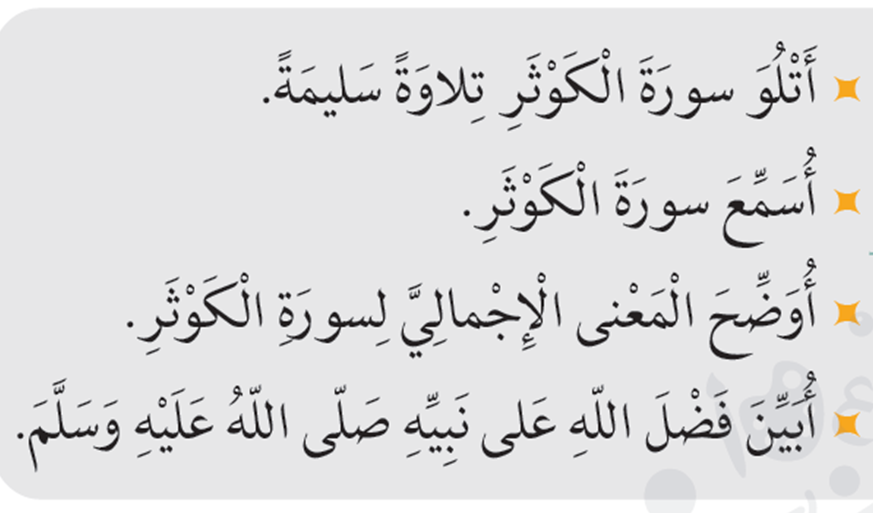 أَتْلُوَ سورَةَ الْكَوْثَرِ تِلاوَةً سَليمَةً.
أُسَمِّعَ سورَةَ الْكَوْثَرِ.
أُوَضِّحَ الْمَعْنى الْإِجْمالِيَّ لِسورَةِ الْكَوْثَرِ.
أُبَيِّنَ فَضْلَ اللّهِ عَلى نَبِيِّهِ صَلّى اللّهُ عَلَيْهِ وَسَلَّمَ.